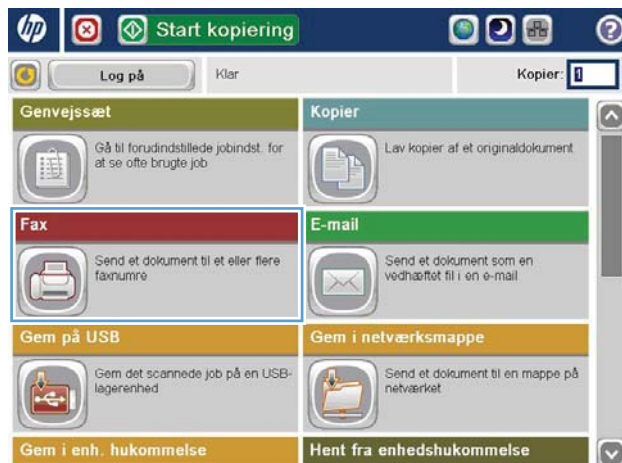 hp
Start kopiering
?
Log på
Klar
Kopier: 1
Genvejssæt
Gå til forudindstillede jobindst. for
at se ofte brugte job
Kopier
Lav kopier af et originaldokument
Fax
Send et dokument til et eller flere
faxnumre
E-mail
Send et dokument som en
vedhæftet fil i en e-mail
Gem på USB
Gem det scannede job på en USB-
lagerenhed
Gem i netværksmappe
Send et dokument til en mappe på
netværket
Gem i enh. hukommelse
Hent fra enhedshukommelse